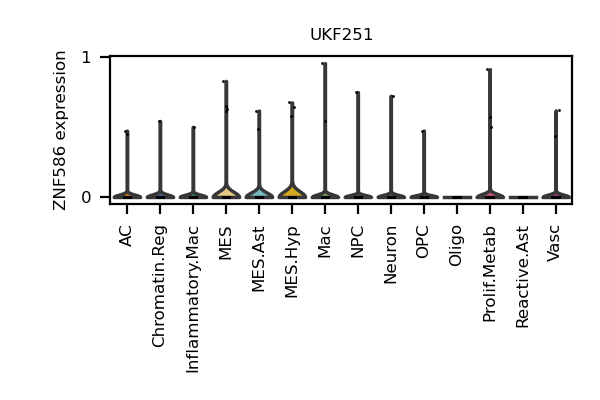 UKF251
ZNF586 expression
1
0
AC
Chromatin.Reg
Inflammatory.Mac
MES
MES.Ast
MES.Hyp
Mac
NPC
Neuron
OPC
Oligo
Prolif.Metab
Reactive.Ast
Vasc